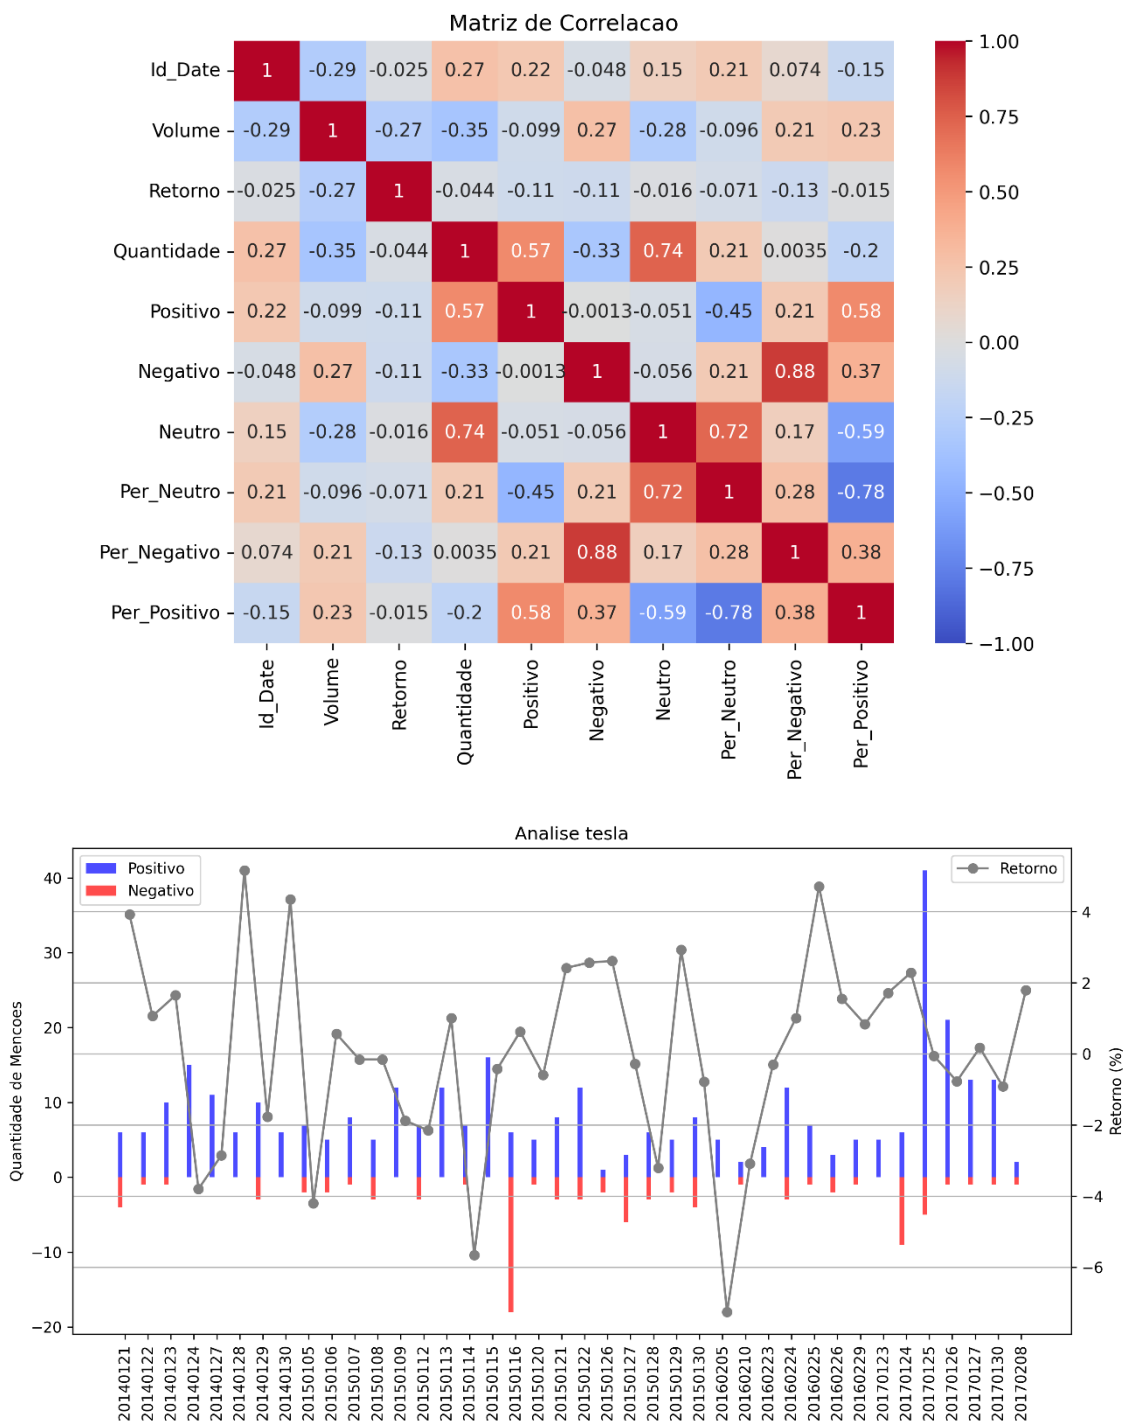 Matriz de Correlacao
Id_Date 1 -0.29 -0.025 0.27 0.22 -0.048 0.15 0.21 0.074 -0.15
Volume -0.29 1 -0.27 -0.35 -0.099 0.27 -0.28 -0.096 0.21 0.23
Retorno -0.025 -0.27 1 -0.044 -0.11 -0.11 -0.016 -0.071 -0.13 -0.015
Quantidade 0.27 -0.35 -0.044 1 0.57 -0.33 0.74 0.21 0.0035 -0.2
Positivo 0.22 -0.099 -0.11 0.57 1 -0.0013 -0.051 -0.45 0.21 0.58
Negativo -0.048 0.27 -0.11 -0.33 -0.0013 1 -0.056 0.21 0.88 0.37
Neutro 0.15 -0.28 -0.016 0.74 -0.051 -0.056 1 0.72 0.17 -0.59
Per_Neutro 0.21 -0.096 -0.071 0.21 -0.45 0.21 0.72 1 0.28 -0.78
Per_Negativo 0.074 0.21 -0.13 0.0035 0.21 0.88 0.17 0.28 1 0.38
Per_Positivo -0.15 0.23 -0.015 -0.2 0.58 0.37 -0.59 -0.78 0.38 1
Id_Date
Volume
Retorno
Quantidade
Positivo
Negativo
Neutro
Per_Neutro
Per_Negativo
Per_Positivo
1.00
0.75
0.50
0.25
0.00
−0.25
−0.50
−0.75
−1.00
Analise tesla
Positivo
Negativo
Retorno
Quantidade de Mencoes
40
30
20
10
0
−10
−20
4
2
0
−2
−4
−6
Retorno (%)
20140121
20140122
20140123
20140124
20140127
20140128
20140129
20140130
20150105
20150106
20150107
20150108
20150109
20150112
20150113
20150114
20150115
20150116
20150120
20150121
20150122
20150126
20150127
20150128
20150129
20150130
20160205
20160210
20160223
20160224
20160225
20160226
20160229
20170123
20170124
20170125
20170126
20170127
20170130
20170208